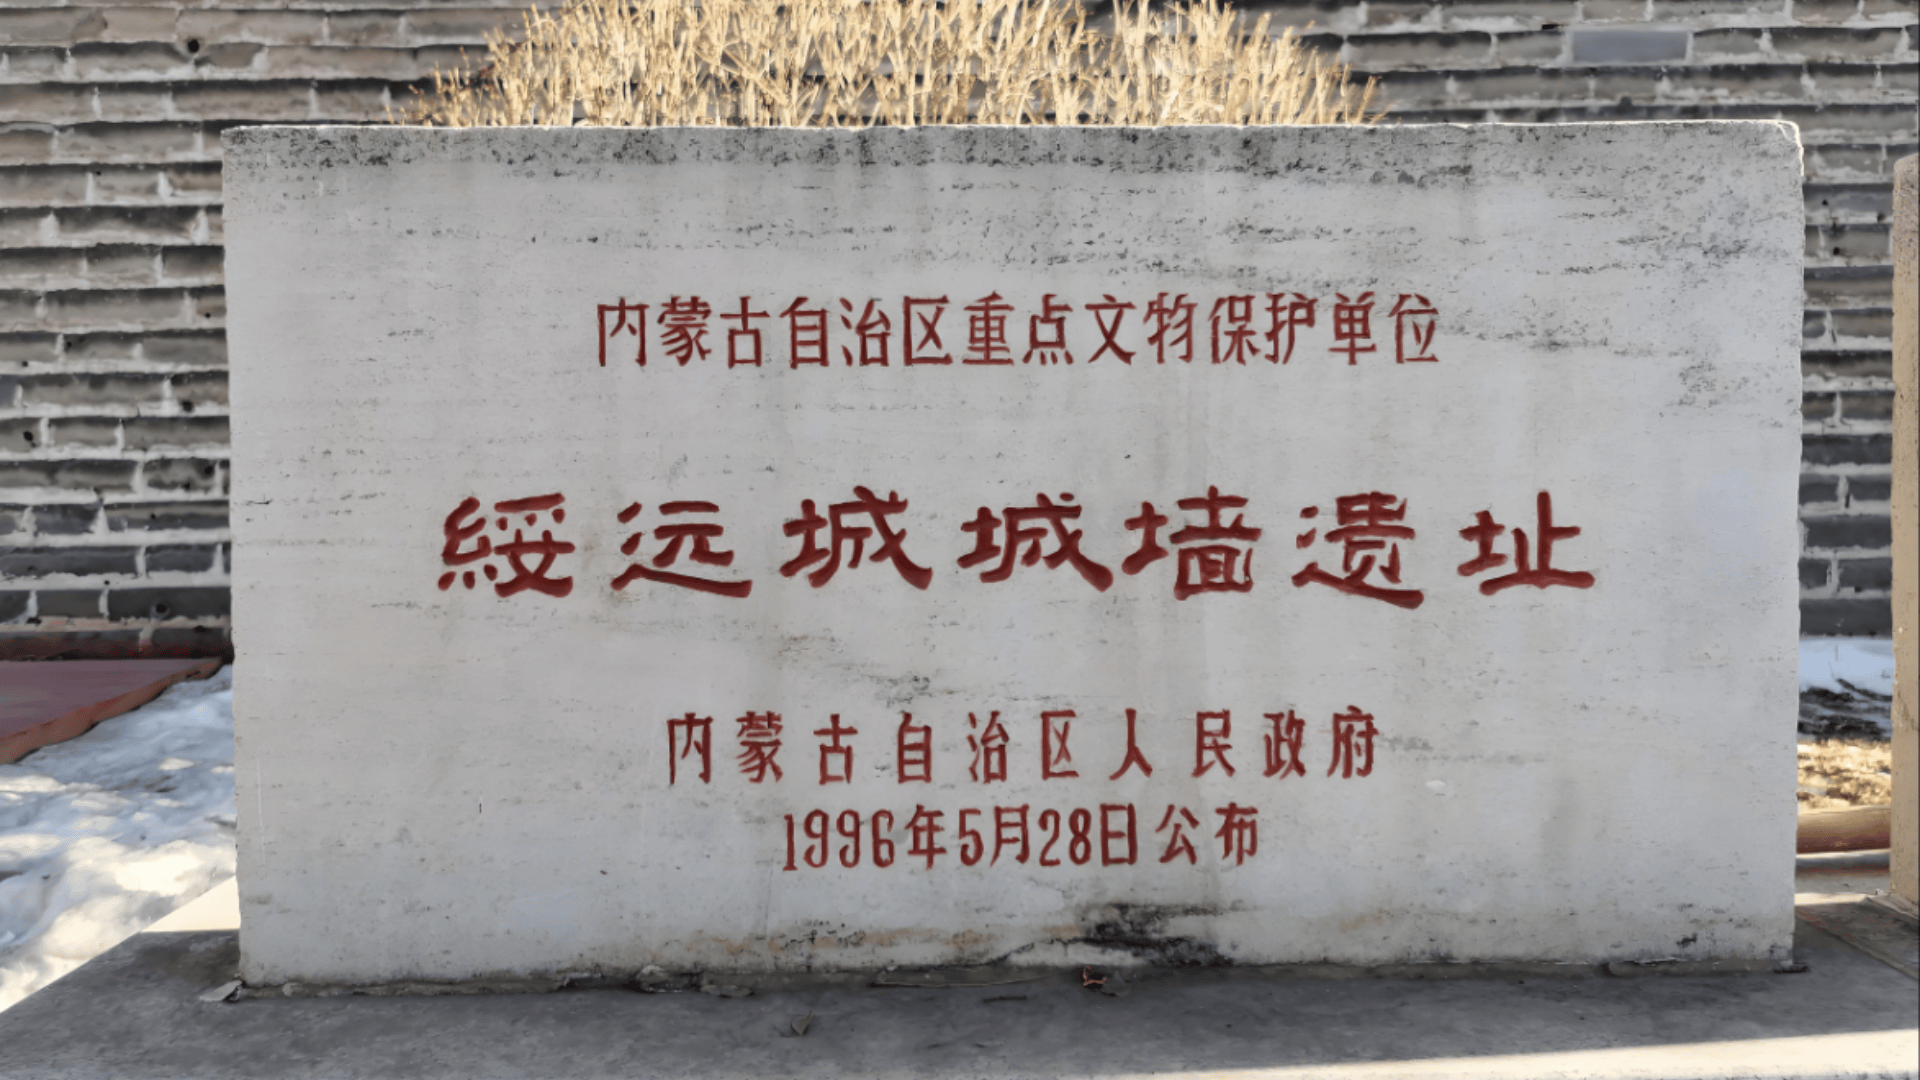 内蒙古自治区重点文物保护单位
綏远城城墙遗址
内蒙古自治区人民政府
1996年5月28日公布